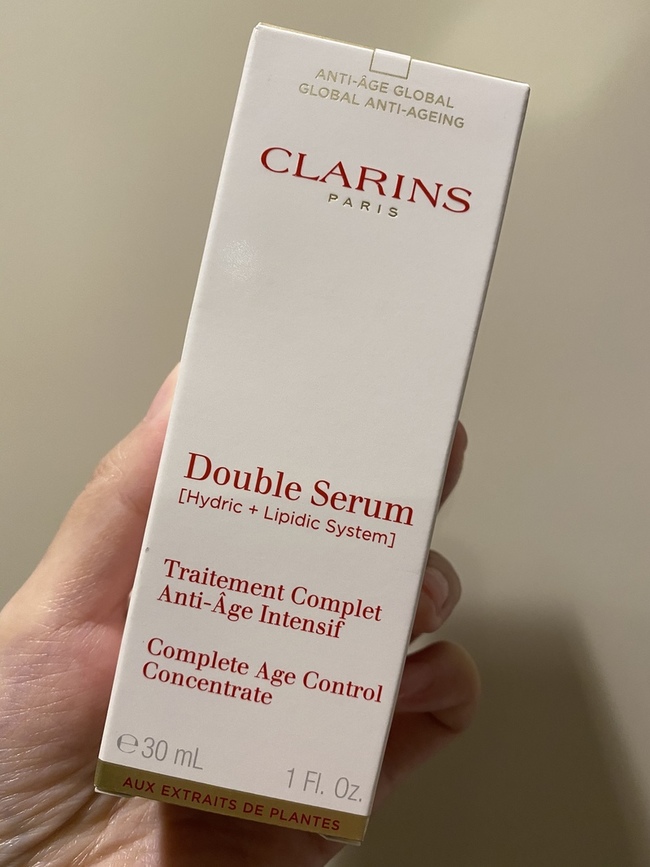 ANTI-ÂGE GLOBAL
GLOBAL ANTI-AGEING
CLARINS
PARIS
Double Serum
[Hydric + Lipidic System]
Traitement Complet
Anti-Âge Intensif
Complete Age Control
Concentrate
℮30 mL 1 Fl. Oz.
AUX EXTRAITS DE PLANTES